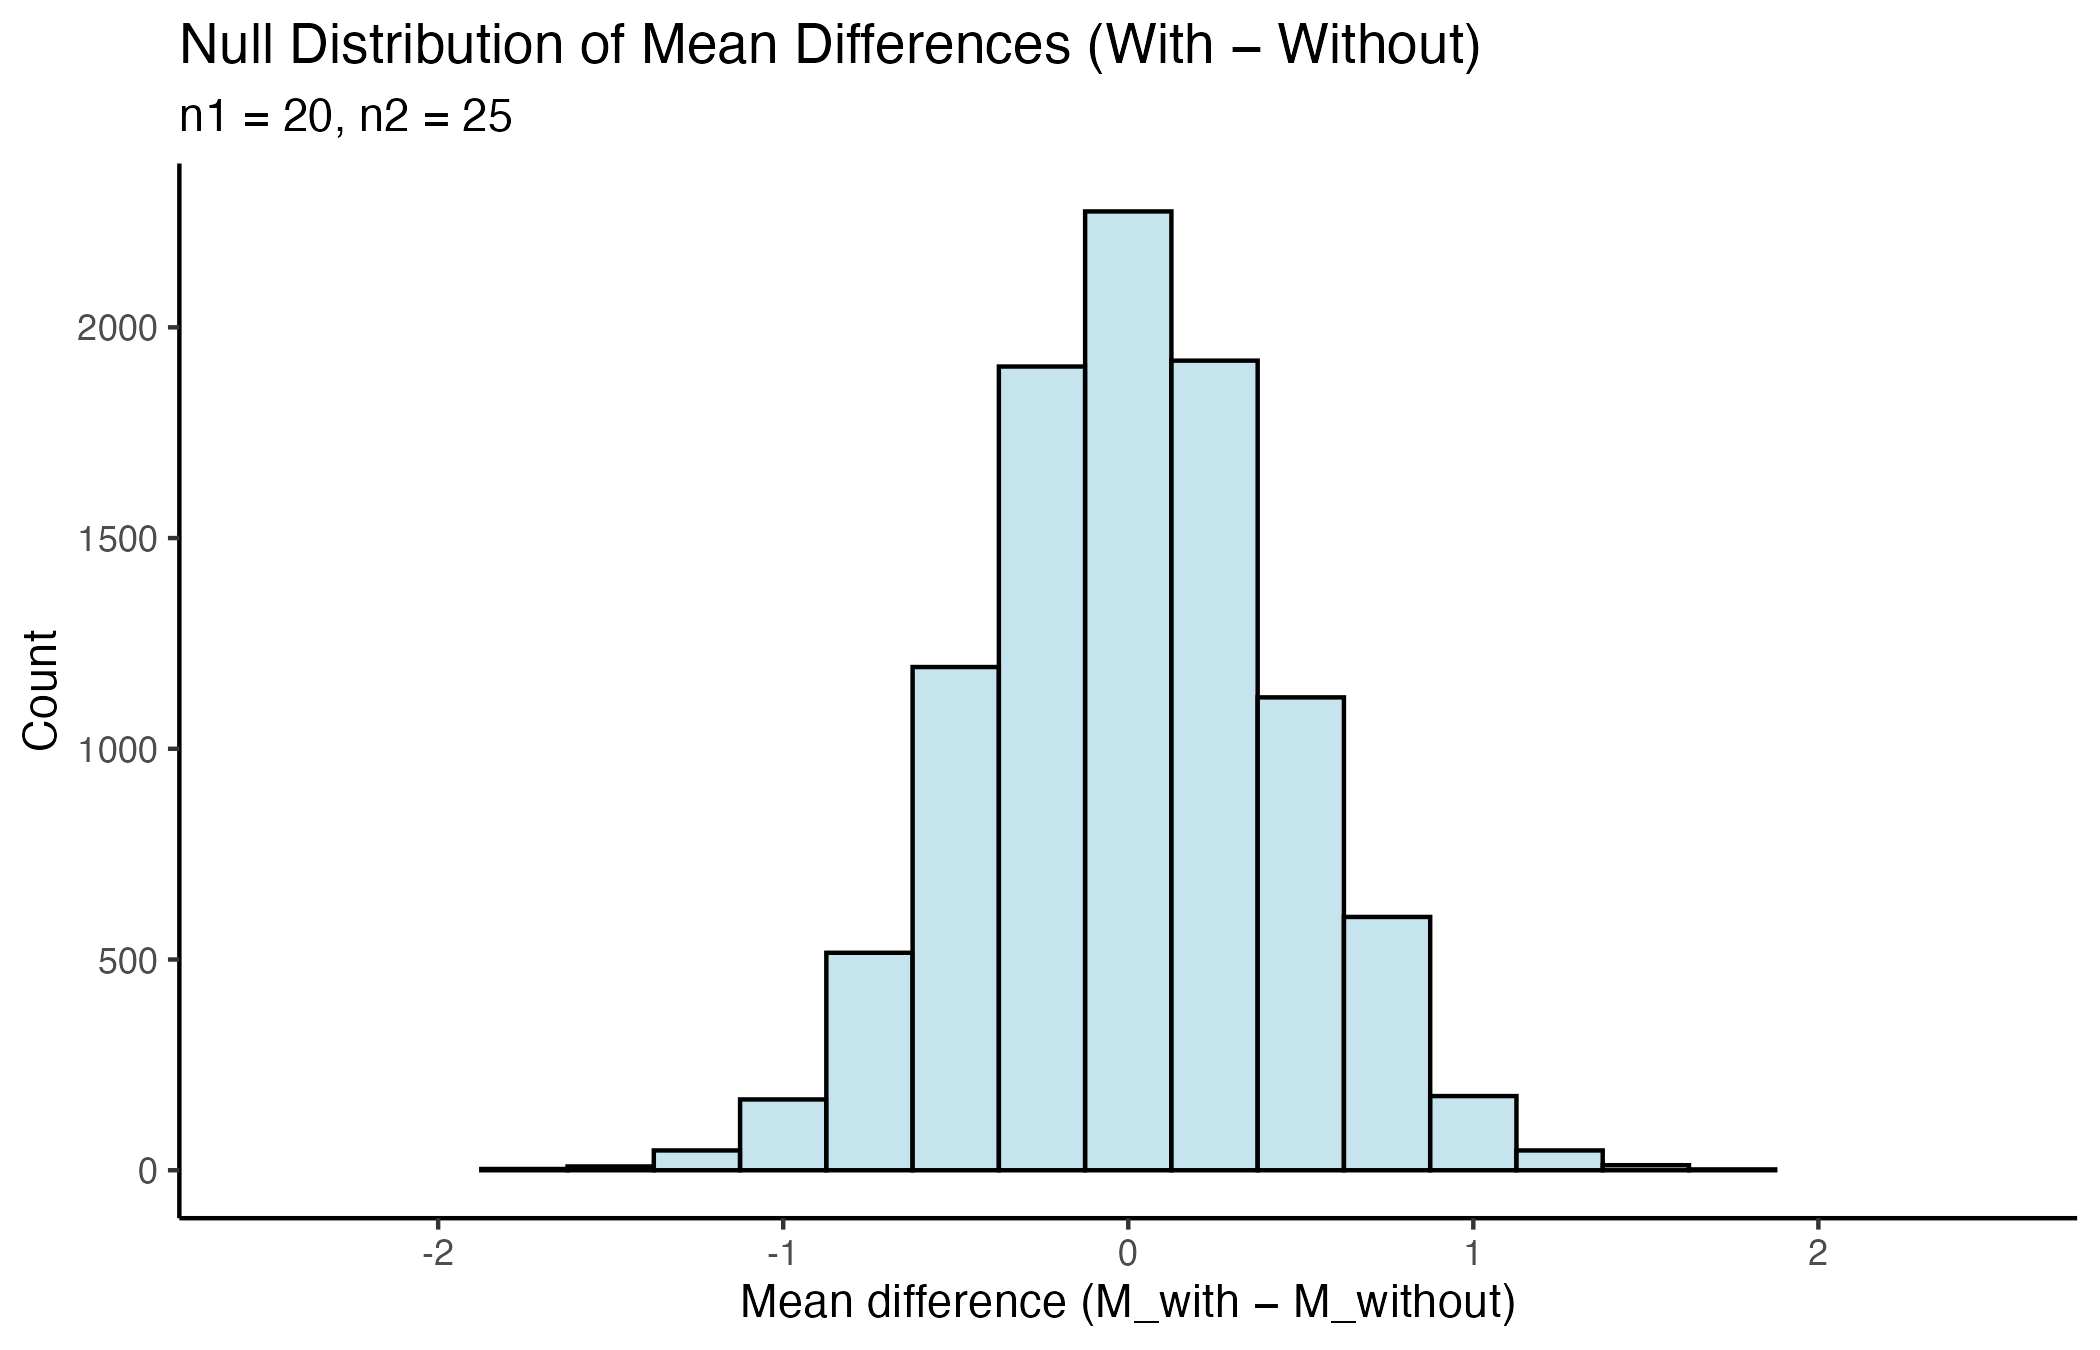 Null Distribution of Mean Differences (With − Without)
n1 = 20, n2 = 25
Count
2000
1500
1000
500
0
-2 -1 0 1 2
Mean difference (M_with − M_without)